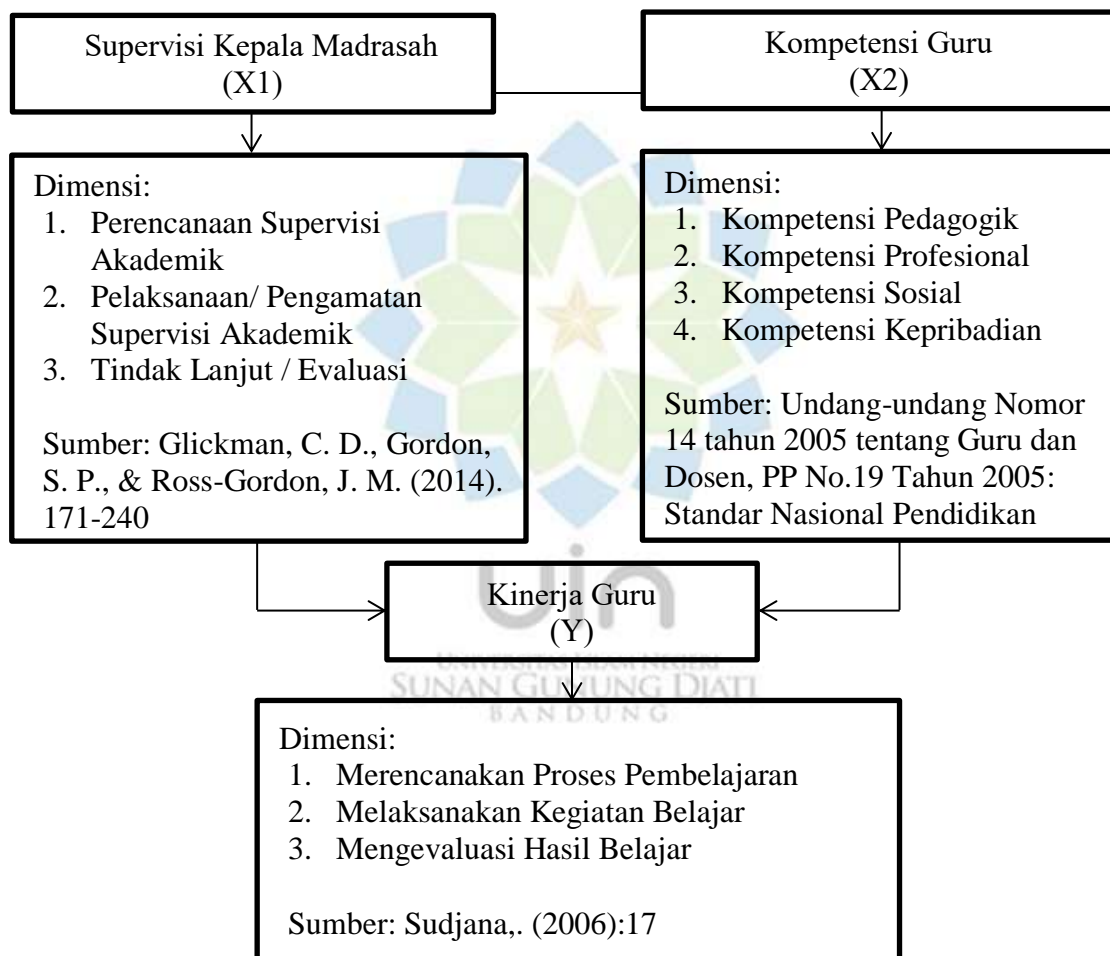 Supervisi Kepala Madrasah
(X1)
Kompetensi Guru
(X2)
Dimensi:
1. Perencanaan Supervisi
Akademik
2. Pelaksanaan/ Pengamatan
Supervisi Akademik
3. Tindak Lanjut / Evaluasi
Sumber: Glickman, C. D., Gordon,
S. P., & Ross-Gordon, J. M. (2014).
171-240
Dimensi:
1. Kompetensi Pedagogik
2. Kompetensi Profesional
3. Kompetensi Sosial
4. Kompetensi Kepribadian
Sumber: Undang-undang Nomor
14 tahun 2005 tentang Guru dan
Dosen, PP No.19 Tahun 2005:
Standar Nasional Pendidikan
uin
Kinerja Guru
(Y)
UNIVERSITAS ISLAM NEGERI
SUNAN GUNUNG DJATI
BANDUNG
Dimensi:
1. Merencanakan Proses Pembelajaran
2. Melaksanakan Kegiatan Belajar
3. Mengevaluasi Hasil Belajar
Sumber: Sudjana,. (2006):17